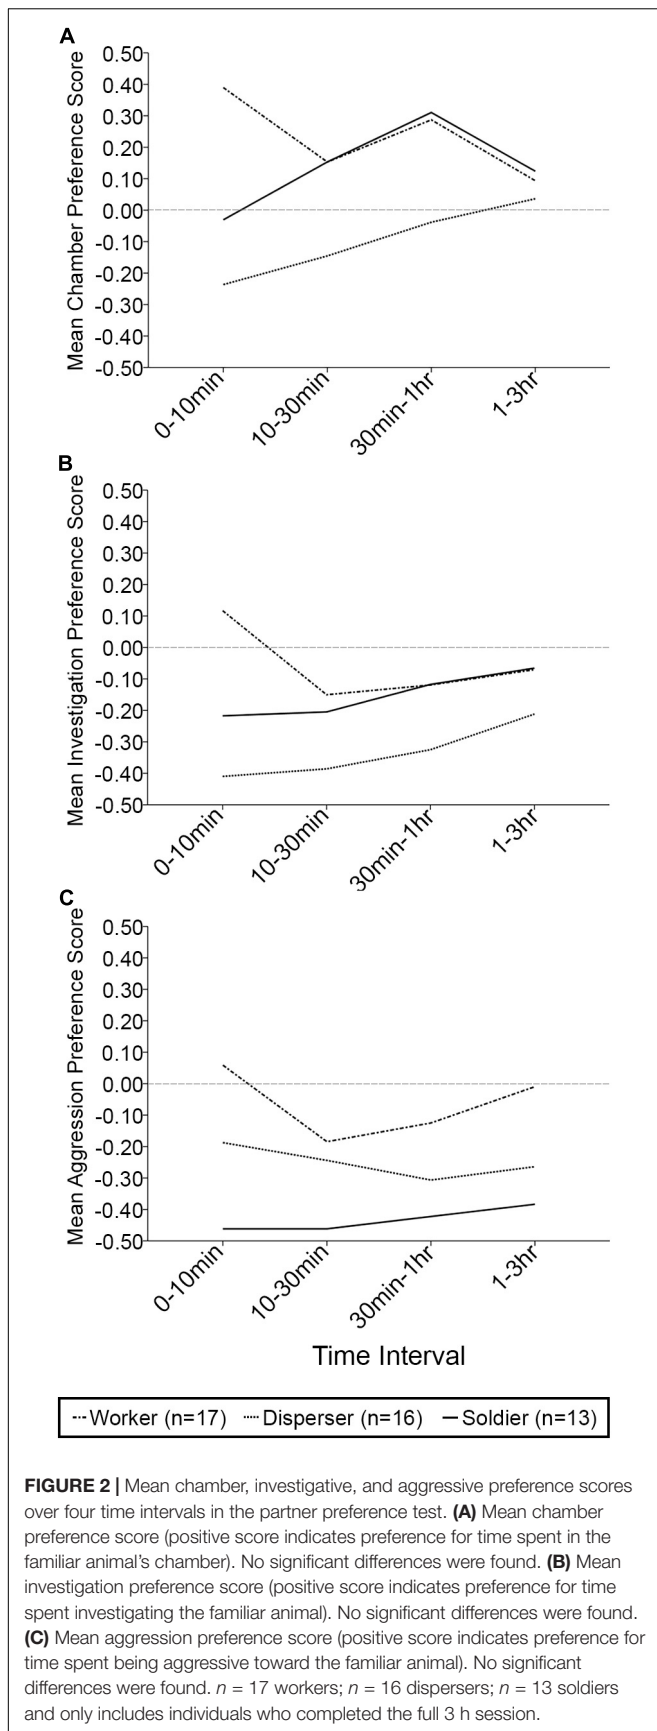 A
Mean Chamber Preference Score
0.50
0.40
0.30
0.20
0.10
0.00
-0.10
-0.20
-0.30
-0.40
-0.50
0-10min
10-30min
30min-1hr
1-3hr
B
Mean Investigation Preference Score
0.50
0.40
0.30
0.20
0.10
0.00
-0.10
-0.20
-0.30
-0.40
-0.50
0-10min
10-30min
30min-1hr
1-3hr
C
Mean Aggression Preference Score
0.50
0.40
0.30
0.20
0.10
0.00
-0.10
-0.20
-0.30
-0.40
-0.50
0-10min
10-30min
30min-1hr
1-3hr
Time Interval
Worker (n=17) Disperser (n=16) Soldier (n=13)
FIGURE 2 | Mean chamber, investigative, and aggressive preference scores
over four time intervals in the partner preference test. (A) Mean chamber
preference score (positive score indicates preference for time spent in the
familiar animal's chamber). No significant differences were found. (B) Mean
investigation preference score (positive score indicates preference for time
spent investigating the familiar animal). No significant differences were found.
(C) Mean aggression preference score (positive score indicates preference for
time spent being aggressive toward the familiar animal). No significant
differences were found. n = 17 workers; n = 16 dispersers; n = 13 soldiers
and only includes individuals who completed the full 3 h session.